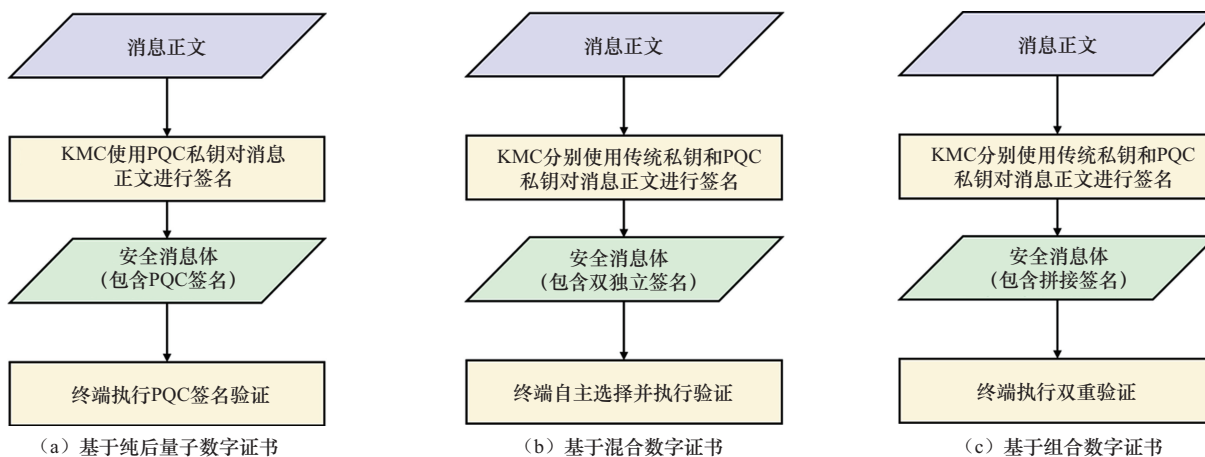 消息正文
KMC使用PQC私钥对消息
正文进行签名
安全消息体
（包含PQC签名）
终端执行PQC签名验证
（a）基于纯后量子数字证书
消息正文
KMC分别使用传统私钥和PQC
私钥对消息正文进行签名
安全消息体
（包含双独立签名）
终端自主选择并执行验证
（b）基于混合数字证书
消息正文
KMC分别使用传统私钥和PQC
私钥对消息正文进行签名
安全消息体
（包含拼接签名）
终端执行双重验证
（c）基于组合数字证书